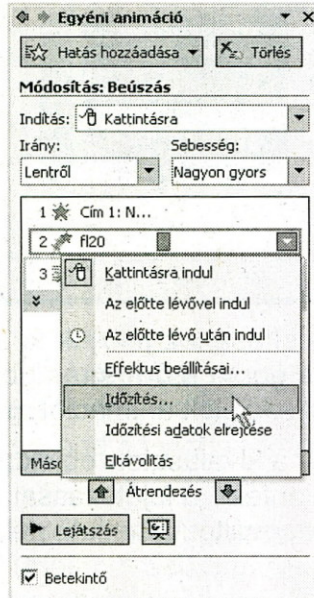 Egyéni animáció
Hatás hozzáadása
Törlés
Módosítás: Beúszás
Indítás: Kattintásra
Irány:
Sebesség:
Lentről
Nagyon gyors
1 Cím 1: N...
2 fl20
3
Kattintásra indul
Az előtte lévővel indul
Az előtte lévő után indul
Effektus beállításai...
Időzítés...
Időzítési adatok elrejtése
Eltávolítás
Másc
Átrendezés
Lejátszás
Betekintő